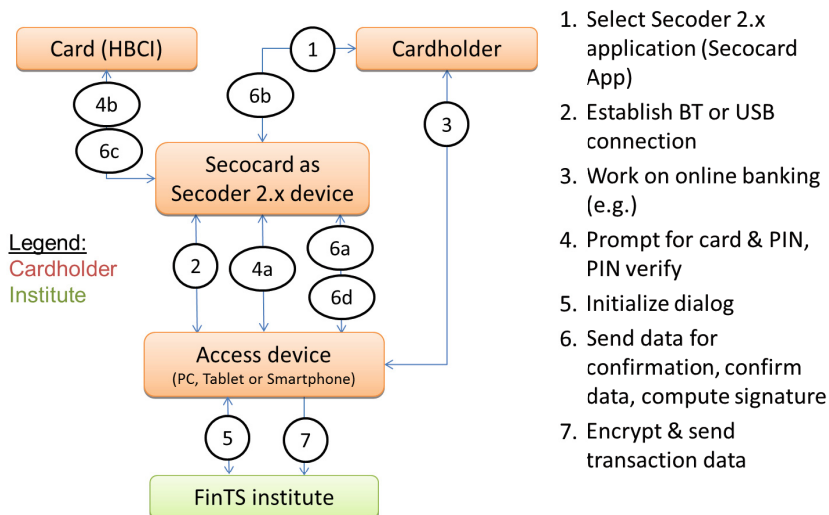 Card (HBCI)
1
Cardholder
4b
6b
3
6c
Secocard as
Secoder 2.x device
Legend:
Cardholder
Institute
2
4a
6a
6d
Access device
(PC, Tablet or Smartphone)
5
7
FinTS institute
1. Select Secoder 2.x
application (Secocard
App)
2. Establish BT or USB
connection
3. Work on online banking
(e.g.)
4. Prompt for card & PIN,
PIN verify
5. Initialize dialog
6. Send data for
confirmation, confirm
data, compute signature
7. Encrypt & send
transaction data